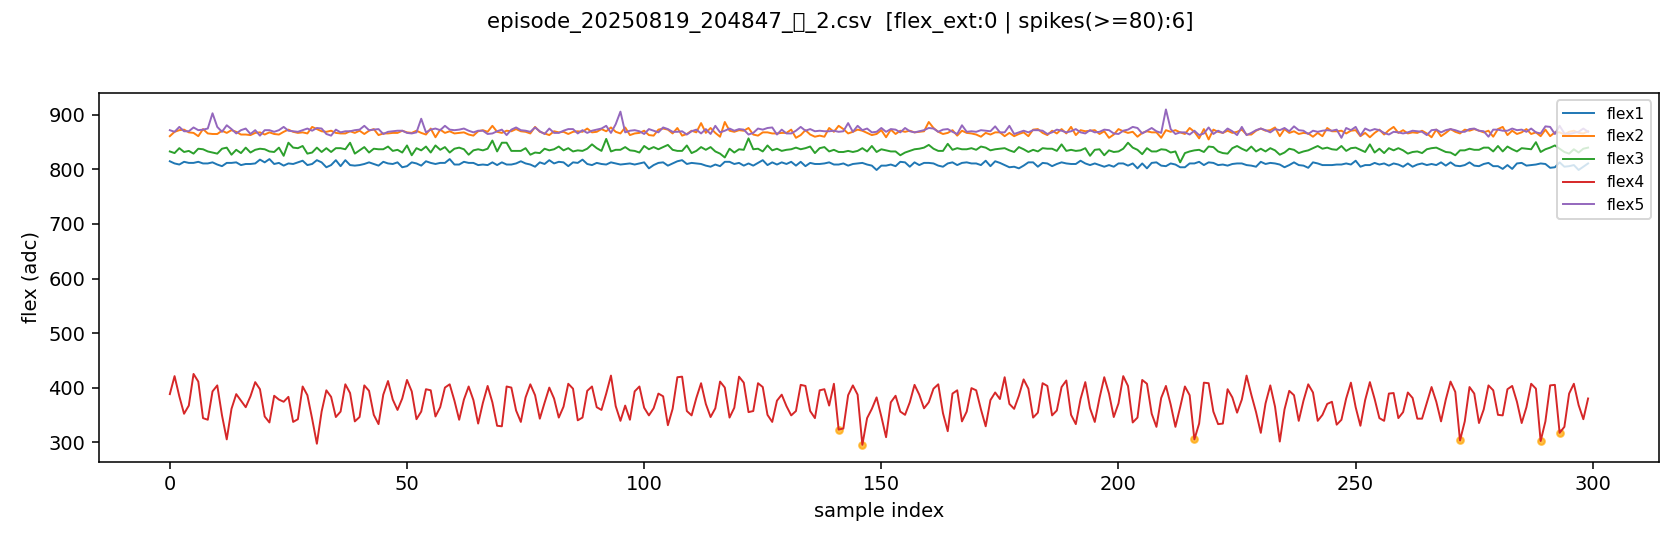 episode_20250819_204847_▯_2.csv  [flex_ext:0 | spikes(>=80):6]
900
800
700
600
500
400
300
flex (adc)
0
50
100
150
200
250
300
sample index
flex1
flex2
flex3
flex4
flex5